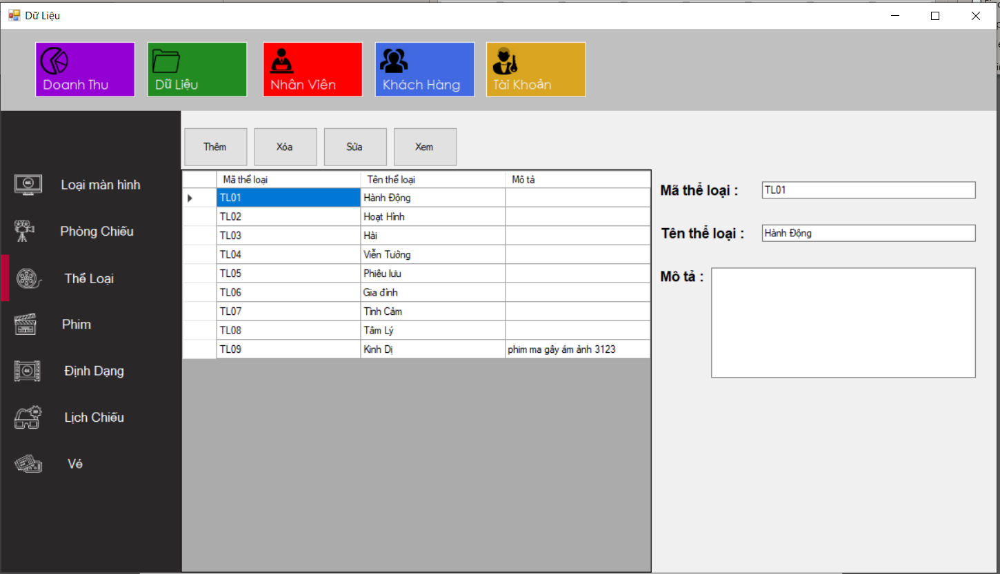 Dữ Liệu
Doanh Thu
Dữ Liệu
Nhân Viên
Khách Hàng
Tài Khoản
Thêm
Xóa
Sửa
Xem
Loại màn hình
Phòng Chiếu
Thể Loại
Phim
Định Dạng
Lịch Chiếu
Vé
Mã thể loại Tên thể loại Mô tả
TL01 Hành Động
TL02 Hoạt Hình
TL03 Hài
TL04 Viễn Tưởng
TL05 Phiêu lưu
TL06 Gia đình
TL07 Tình Cảm
TL08 Tâm Lý
TL09 Kinh Dị phim ma gây ám ảnh 3123
Mã thể loại : TL01
Tên thể loại : Hành Động
Mô tả :